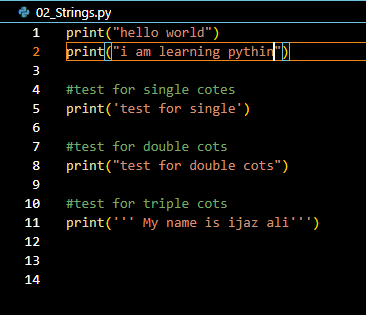 02_Strings.py
1 print("hello world")
2 print("i am learning pythin")
3
4 #test for single cotes
5 print('test for single')
6
7 #test for double cots
8 print("test for double cots")
9
10 #test for triple cots
11 print(''' My name is ijaz ali''')
12
13
14